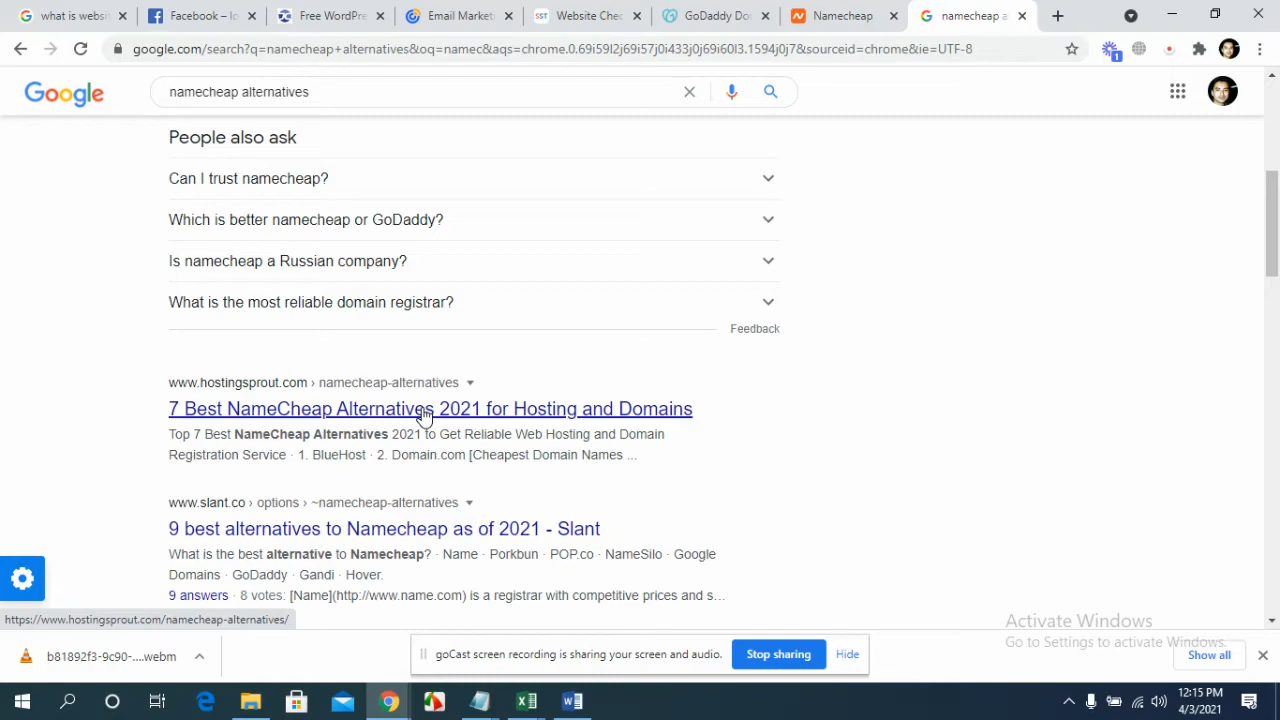 what is websi
Facebook – lo
Free WordPre
Email Market
Website Chec
GoDaddy Do
Namecheap
namecheap a
google.com/search?q=namecheap+alternatives&oq=namec&aqs=chrome.0.69i59l2j69i57j0i433j0j69i60l3.1594j0j7&sourceid=chrome&ie=UTF-8
1
Google
namecheap alternatives
People also ask
Can I trust namecheap?
Which is better namecheap or GoDaddy?
Is namecheap a Russian company?
What is the most reliable domain registrar?
Feedback
www.hostingsprout.com › namecheap-alternatives
7 Best NameCheap Alternatives 2021 for Hosting and Domains
Top 7 Best NameCheap Alternatives 2021 to Get Reliable Web Hosting and Domain
Registration Service · 1. BlueHost · 2. Domain.com [Cheapest Domain Names ...
www.slant.co › options › ~namecheap-alternatives
9 best alternatives to Namecheap as of 2021 - Slant
What is the best alternative to Namecheap? · Name · Porkbun · POP.co · NameSilo · Google
Domains · GoDaddy · Gandi · Hover.
9 answers · 8 votes: [Name](http://www.name.com) is a registrar with competitive prices and s...
https://www.hostingsprout.com/namecheap-alternatives/
Activate Windows
Go to Settings to activate Windows.
b81892f3-9c90-....webm
goCast screen recording is sharing your screen and audio.
Stop sharing
Hide
Show all
12:15 PM
4/3/2021